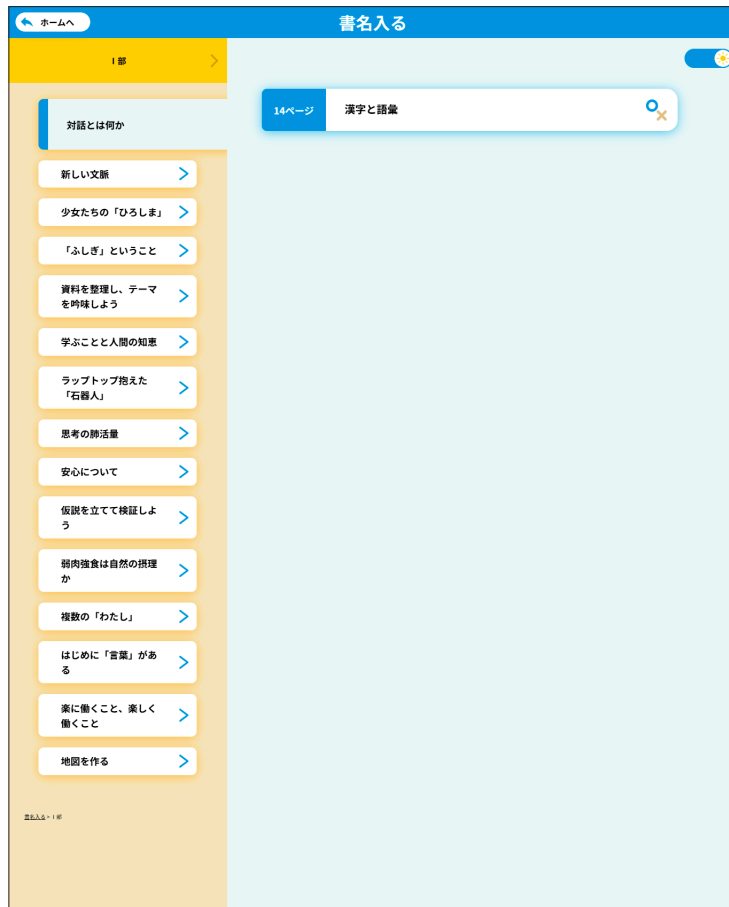 ホームへ
書名入る
I 部
対話とは何か
新しい文脈
少女たちの「ひろしま」
「ふしぎ」ということ
資料を整理し、テーマ
を吟味しよう
学ぶことと人間の知恵
ラップトップ抱えた
「石器人」
思考の肺活量
安心について
仮説を立てて検証しよ
う
弱肉強食は自然の摂理
か
複数の「わたし」
はじめに「言葉」があ
る
楽に働くこと、楽しく
働くこと
地図を作る
書名入る > I 部
14ページ
漢字と語彙